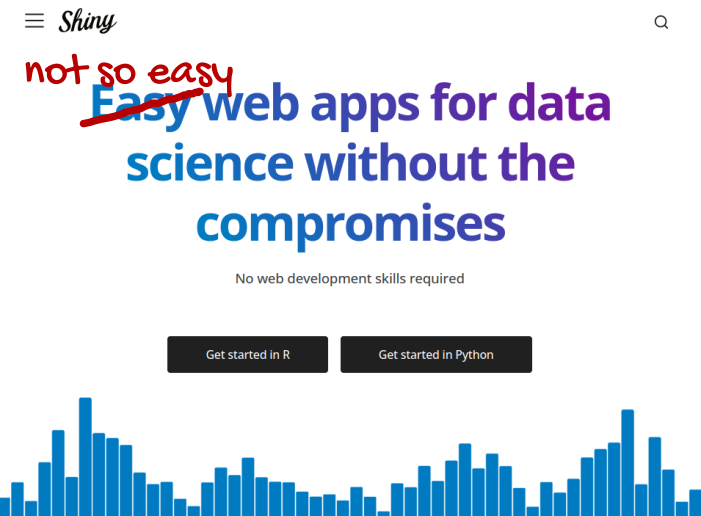 Shiny
not so easy
Easy web apps for data
science without the
compromises
No web development skills required
Get started in R
Get started in Python